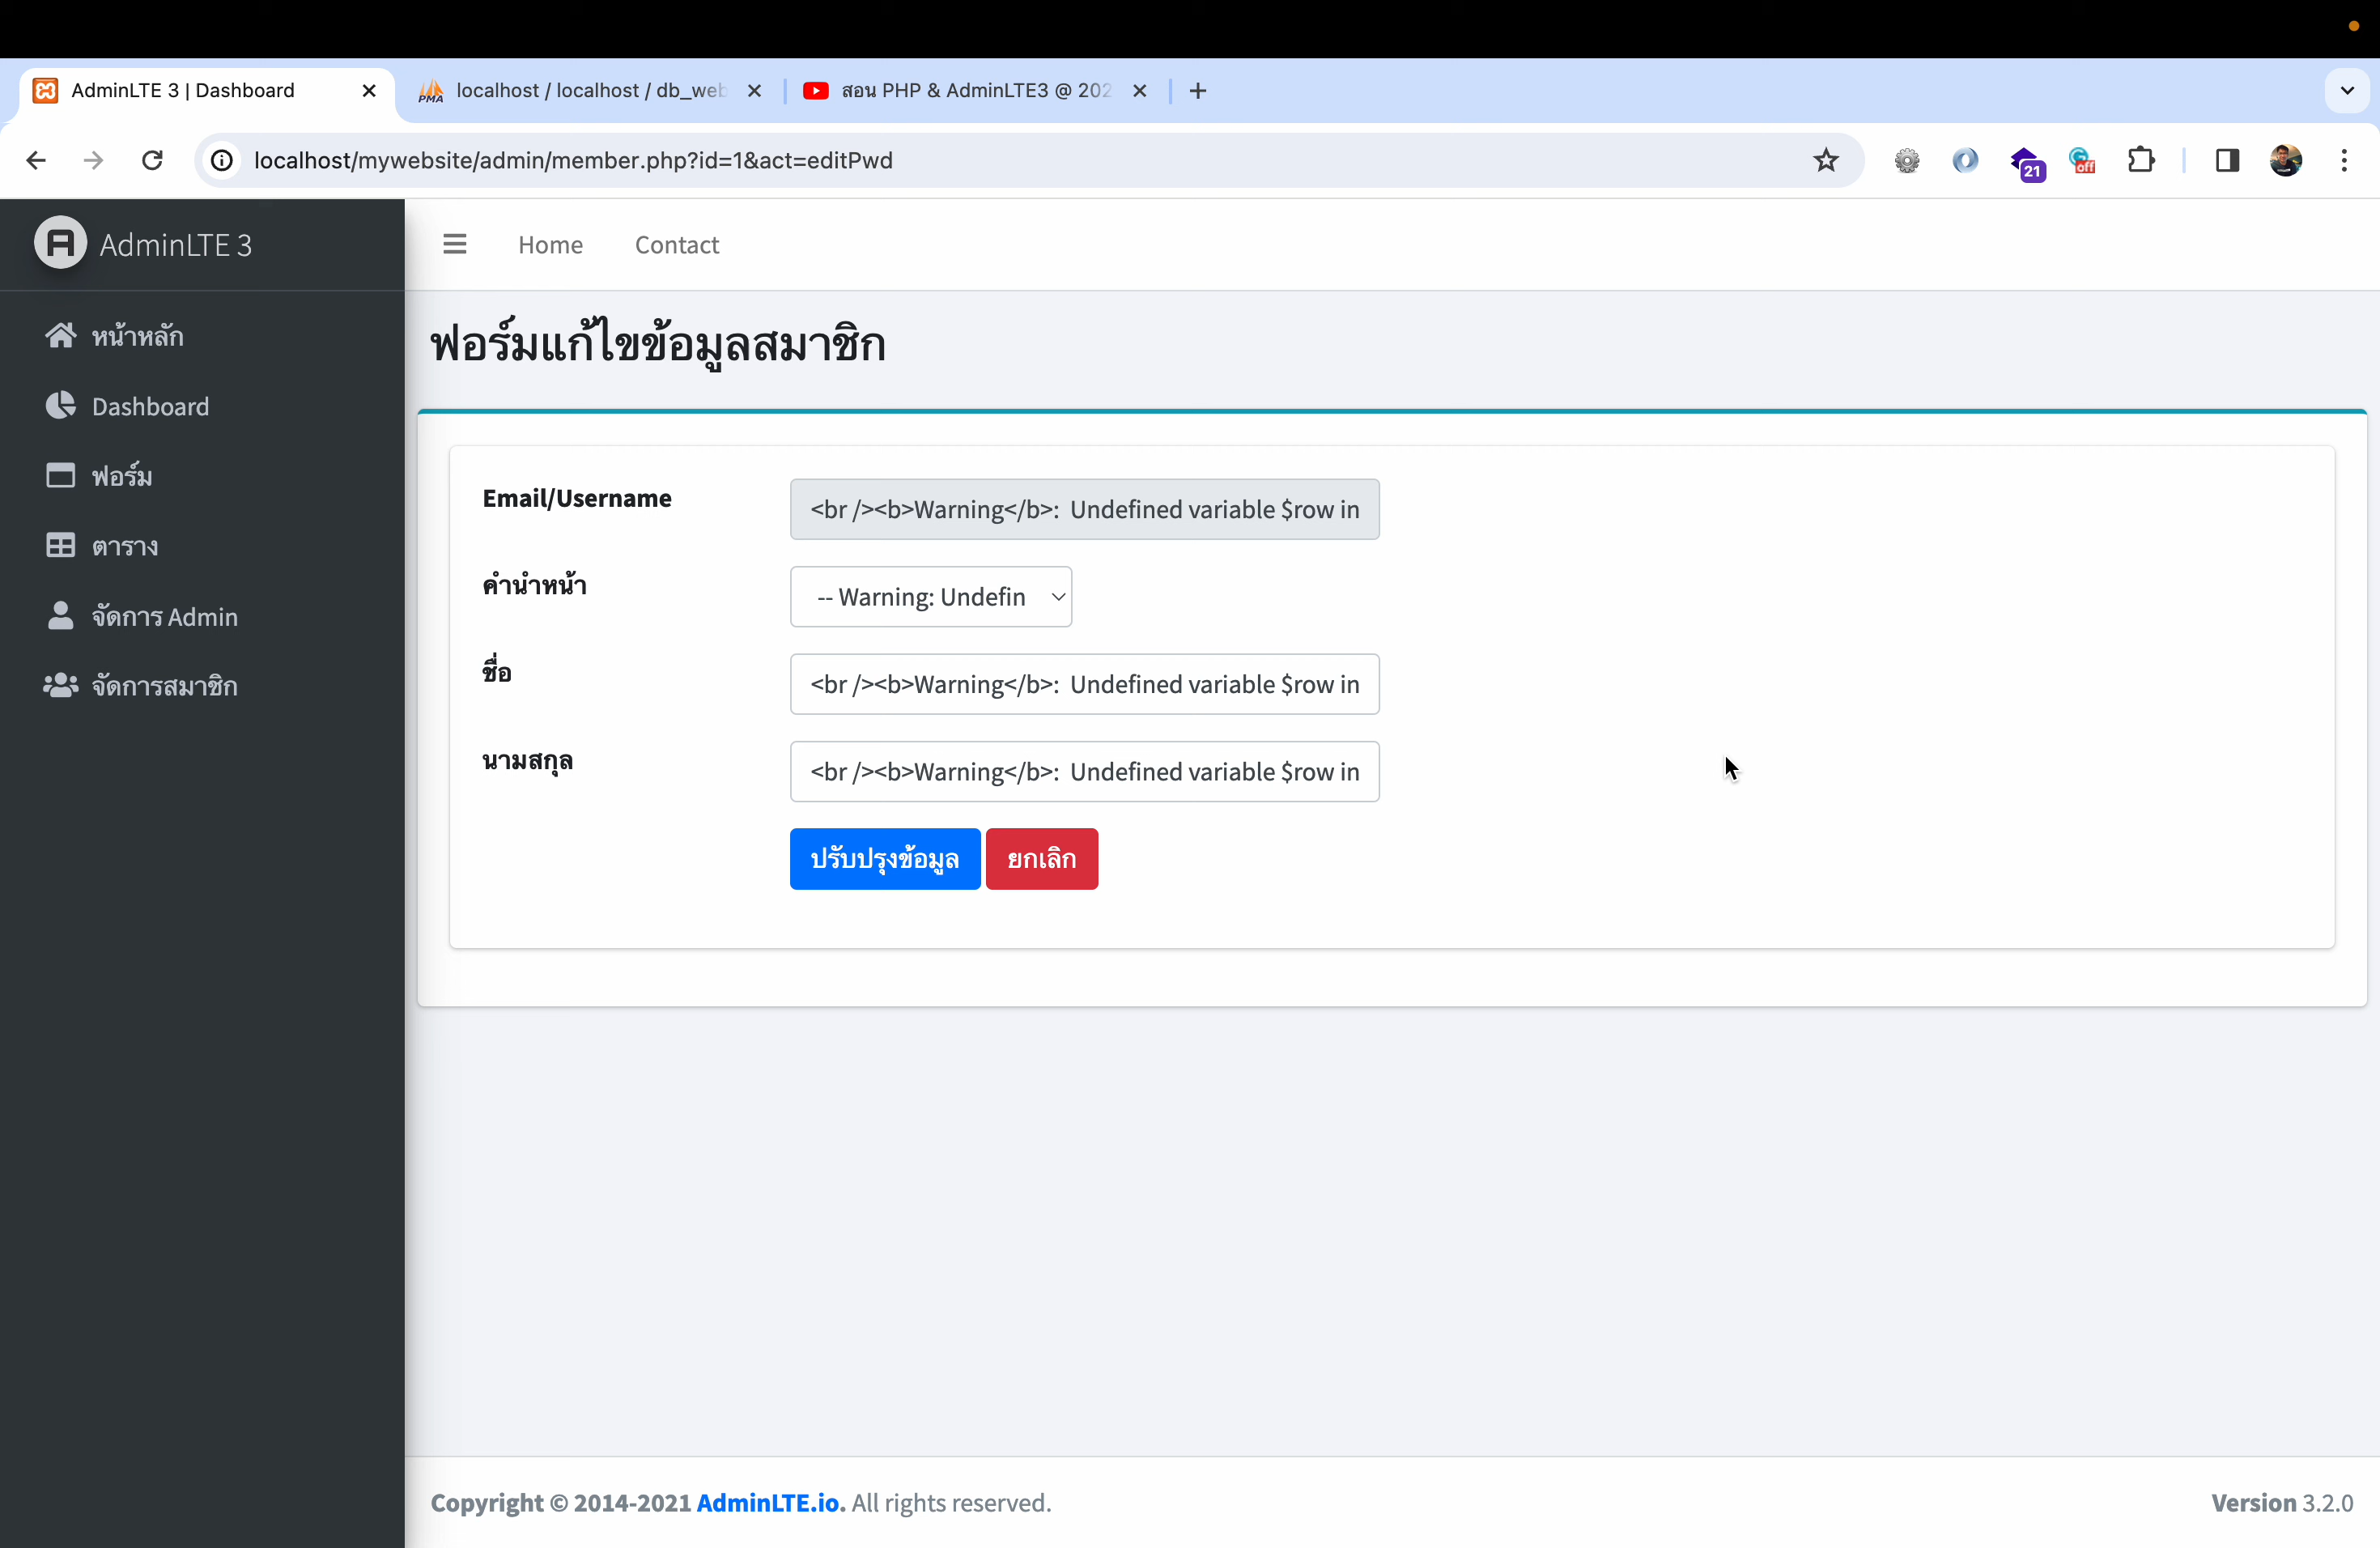 AdminLTE 3 | Dashboard
localhost / localhost / db_web
สอน PHP & AdminLTE3 @ 202
localhost/mywebsite/admin/member.php?id=1&act=editPwd
21
off
AdminLTE 3
Home
Contact
หน้าหลัก
Dashboard
ฟอร์ม
ตาราง
จัดการ Admin
จัดการสมาชิก
ฟอร์มแก้ไขข้อมูลสมาชิก
Email/Username
<br /><b>Warning</b>: Undefined variable $row in
คำนำหน้า
-- Warning: Undefin
ชื่อ
<br /><b>Warning</b>: Undefined variable $row in
นามสกุล
<br /><b>Warning</b>: Undefined variable $row in
ปรับปรุงข้อมูล
ยกเลิก
Copyright © 2014-2021 AdminLTE.io. All rights reserved.
Version 3.2.0